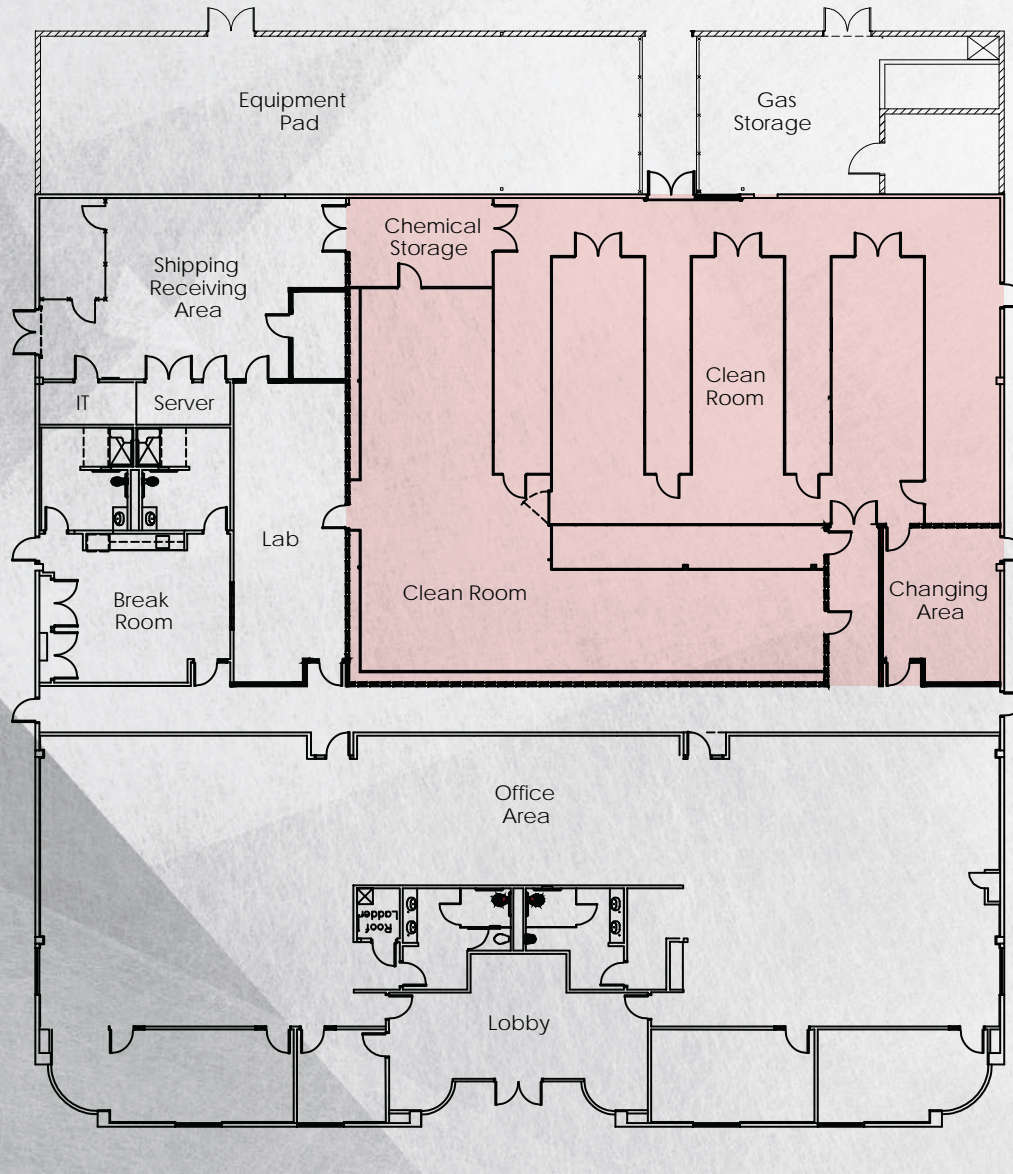 Equipment
Pad
Gas
Storage
Chemical
Storage
Shipping
Receiving
Area
Clean
Room
IT
Server
Lab
Clean Room
Changing
Area
Break
Room
Office
Area
Roof
Ladder
Lobby